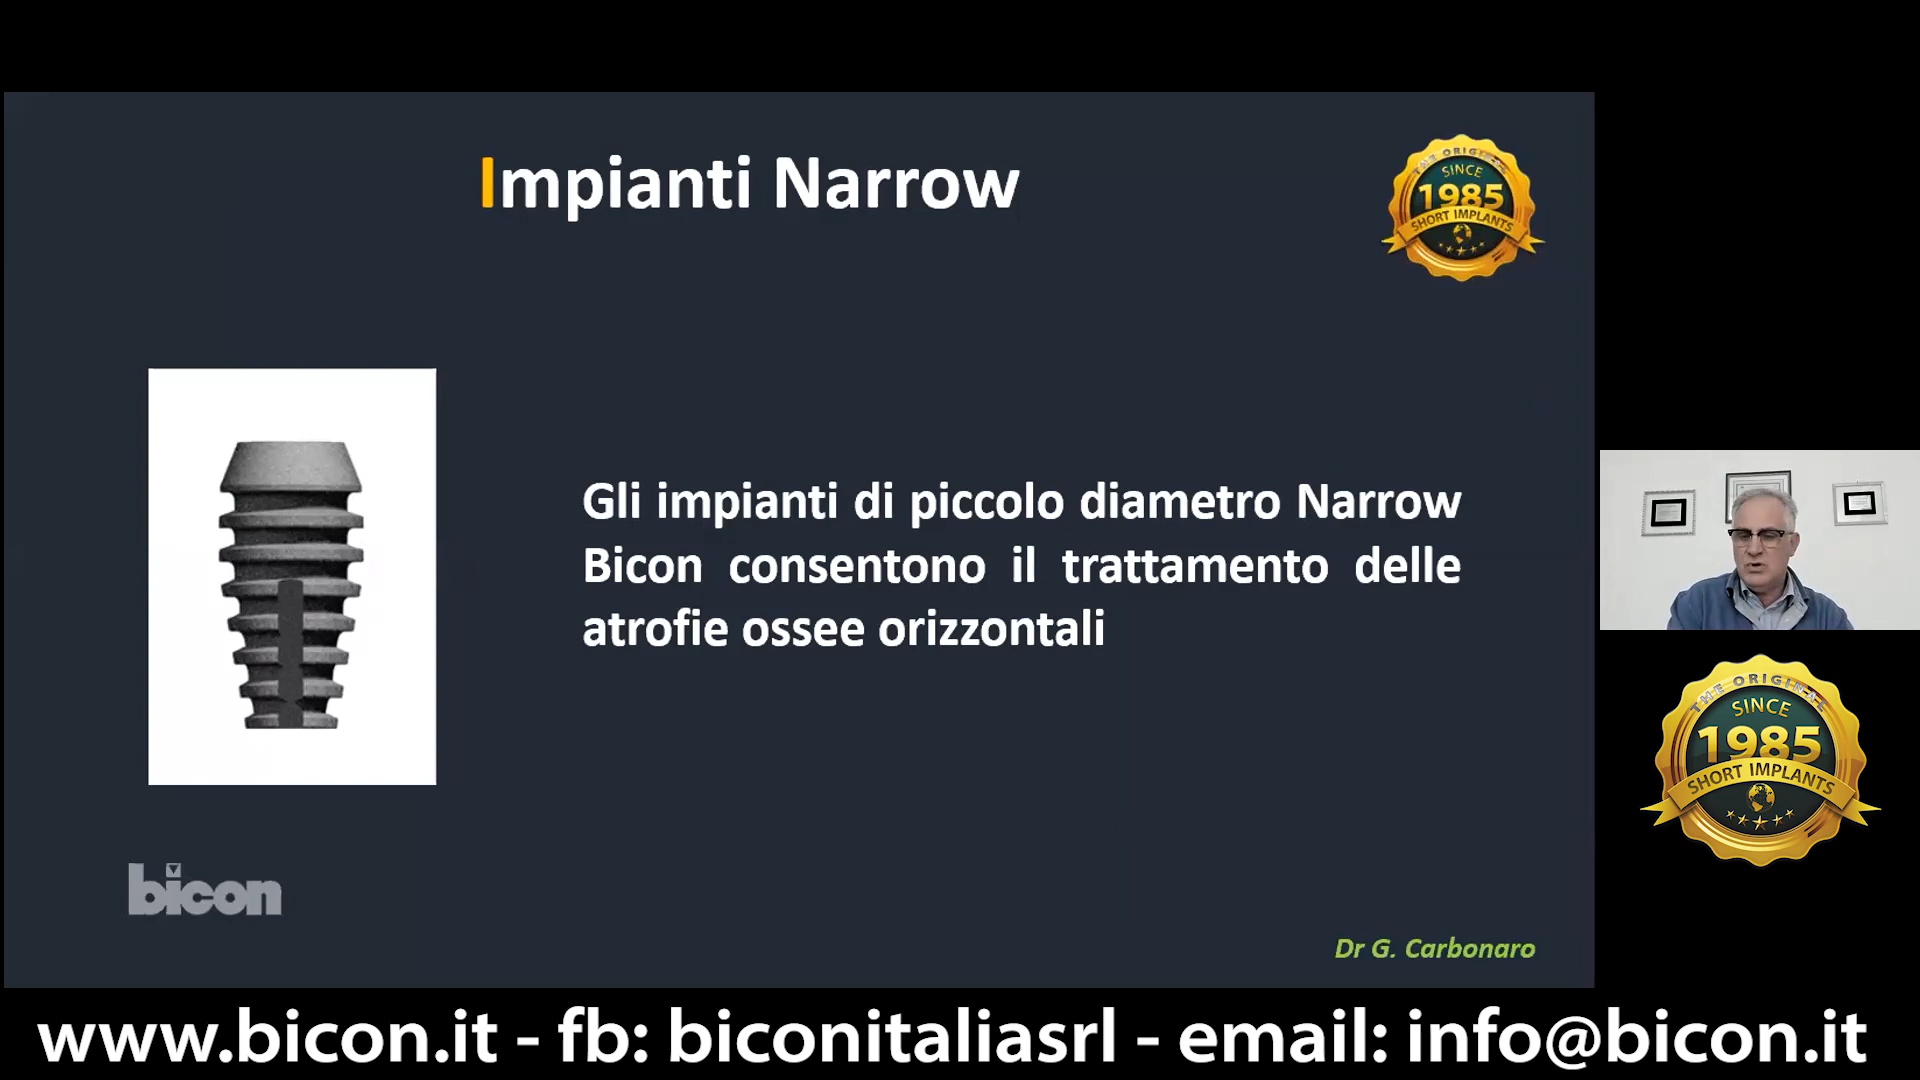 Impianti Narrow
THE ORIGINAL
SINCE
1985
SHORT IMPLANTS
Gli impianti di piccolo diametro Narrow
Bicon consentono il trattamento delle
atrofie ossee orizzontali
THE ORIGINAL
SINCE
1985
SHORT IMPLANTS
bicon
Dr G. Carbonaro
www.bicon.it - fb: biconitaliasrl - email: info@bicon.it